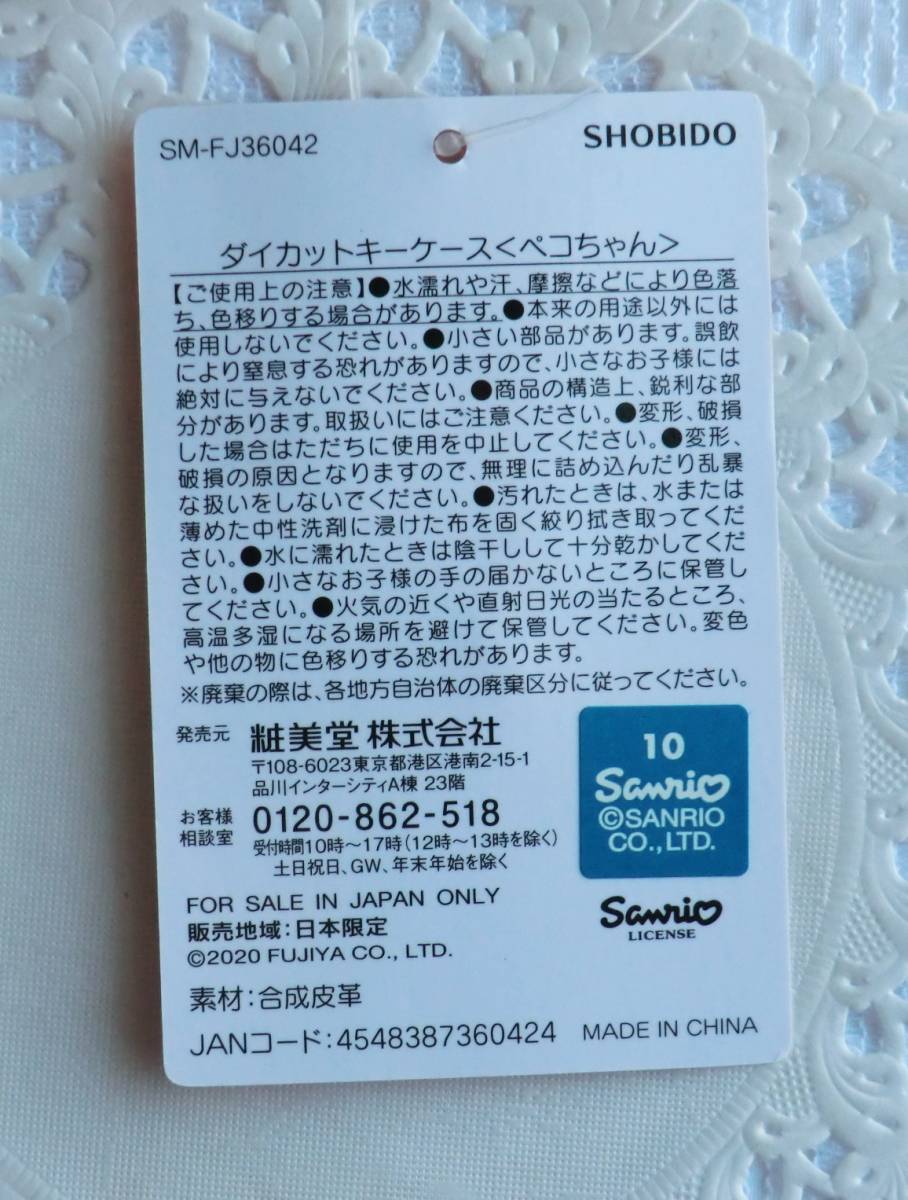 SM-FJ36042
SHOBIDO
ダイカットキーケース<ペコちゃん>
【ご使用上の注意】●水濡れや汗、摩擦などにより色落
ち、色移りする場合があります。●本来の用途以外には
使用しないでください。●小さい部品があります。誤飲
により窒息する恐れがありますので、小さなお子様には
絶対に与えないでください。●商品の構造上、鋭利な部
分があります。取扱いにはご注意ください。●変形、破損
した場合はただちに使用を中止してください。●変形、
破損の原因となりますので、無理に詰め込んだり乱暴
な扱いをしないでください。●汚れたときは、水または
薄めた中性洗剤に浸けた布を固く絞り拭き取ってくだ
さい。●水に濡れたときは陰干しして十分乾かしてくだ
さい。●小さなお子様の手の届かないところに保管し
てください。●火気の近くや直射日光の当たるところ、
高温多湿になる場所を避けて保管してください。変色
や他の物に色移りする恐れがあります。
※廃棄の際は、各地方自治体の廃棄区分に従ってください。
発売元 粧美堂 株式会社
〒108-6023東京都港区港南2-15-1
品川インターシティA棟 23階
お客様
相談室 0120-862-518
受付時間10時〜17時(12時〜13時を除く)
土日祝日、GW、年末年始を除く
10
Sanrio
©SANRIO
CO.,LTD.
Sanrio
LICENSE
FOR SALE IN JAPAN ONLY
販売地域:日本限定
©2020 FUJIYA CO., LTD.
素材:合成皮革
JANコード:4548387360424
MADE IN CHINA